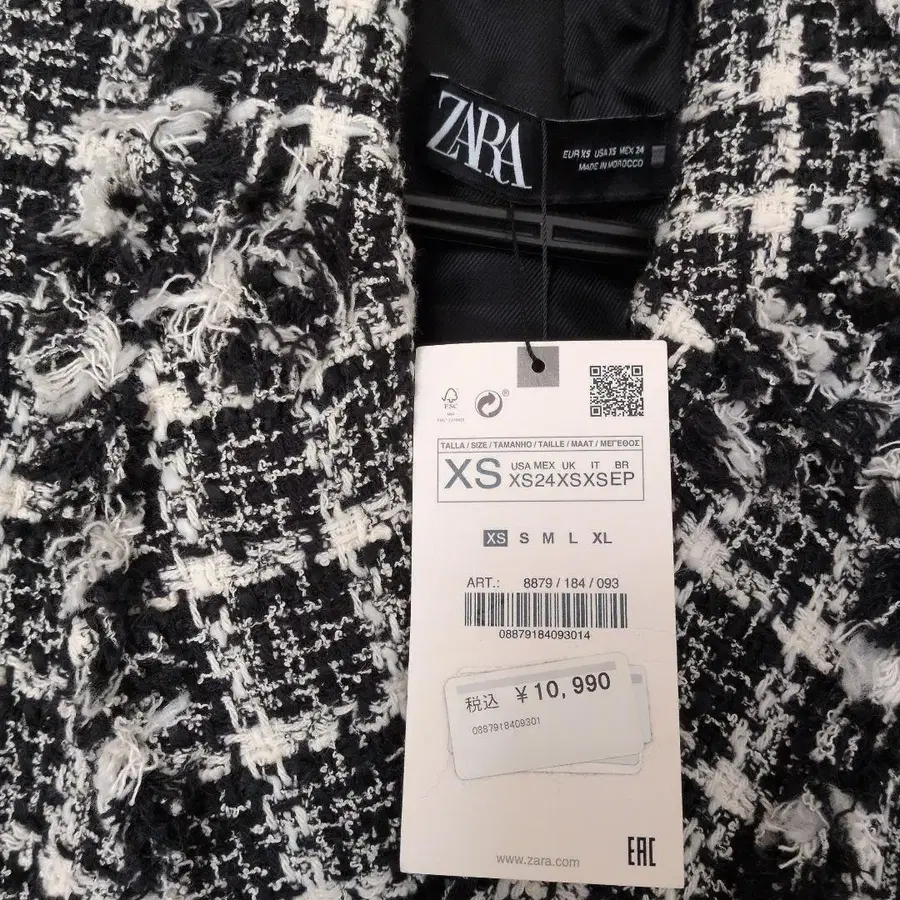 ZARA
EUR XS USA XS MEX 24
MADE IN MOROCCO
FSC
TALLA / SIZE / TAMANHO / TAILLE / MAAT / ΜΕΓΕΘΟΣ
XS
USA MEX UK IT BR
XS 24 XS XS EP
XS S M L XL
ART.: 8879 / 184 / 093
08879184093014
税込 ¥10,990
0887918409301
www.zara.com
EAC